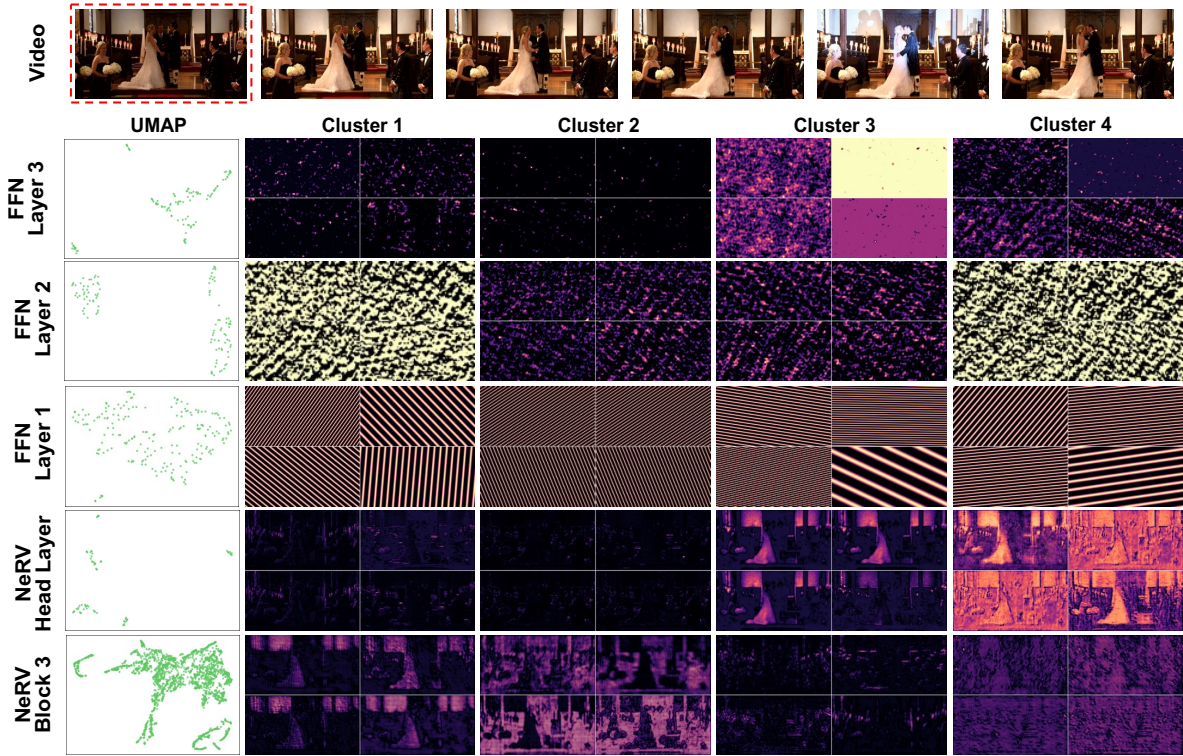 Video
UMAP
Cluster 1
Cluster 2
Cluster 3
Cluster 4
FFN
Layer 3
FFN
Layer 2
FFN
Layer 1
NeRV
Head Layer
NeRV
Block 3